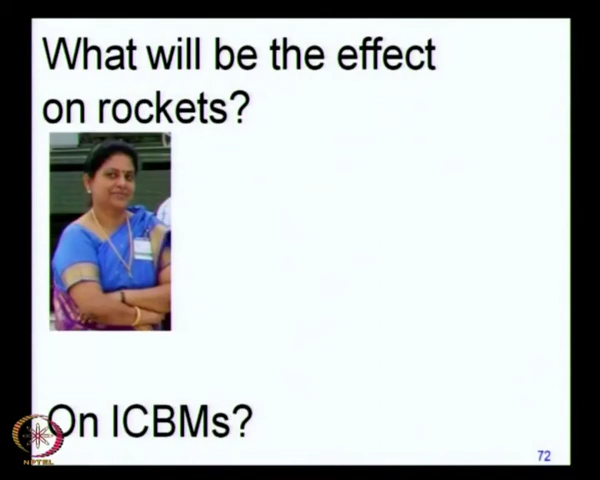 What will be the effect
on rockets?
On ICBMs?
NPTEL
72